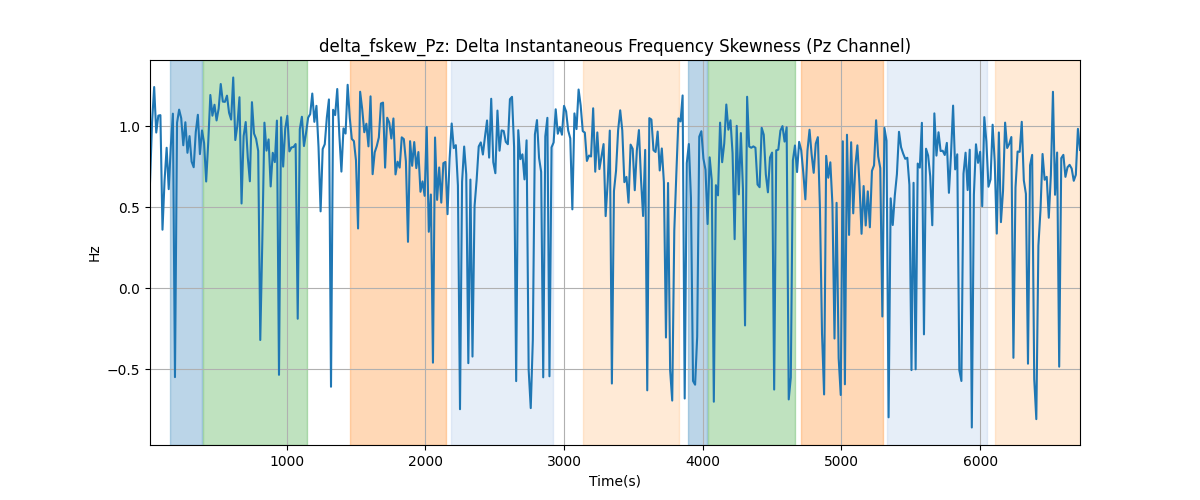 delta_fskew_Pz: Delta Instantaneous Frequency Skewness (Pz Channel)
1.0
0.5
0.0
−0.5
Hz
1000 2000 3000 4000 5000 6000
Time(s)